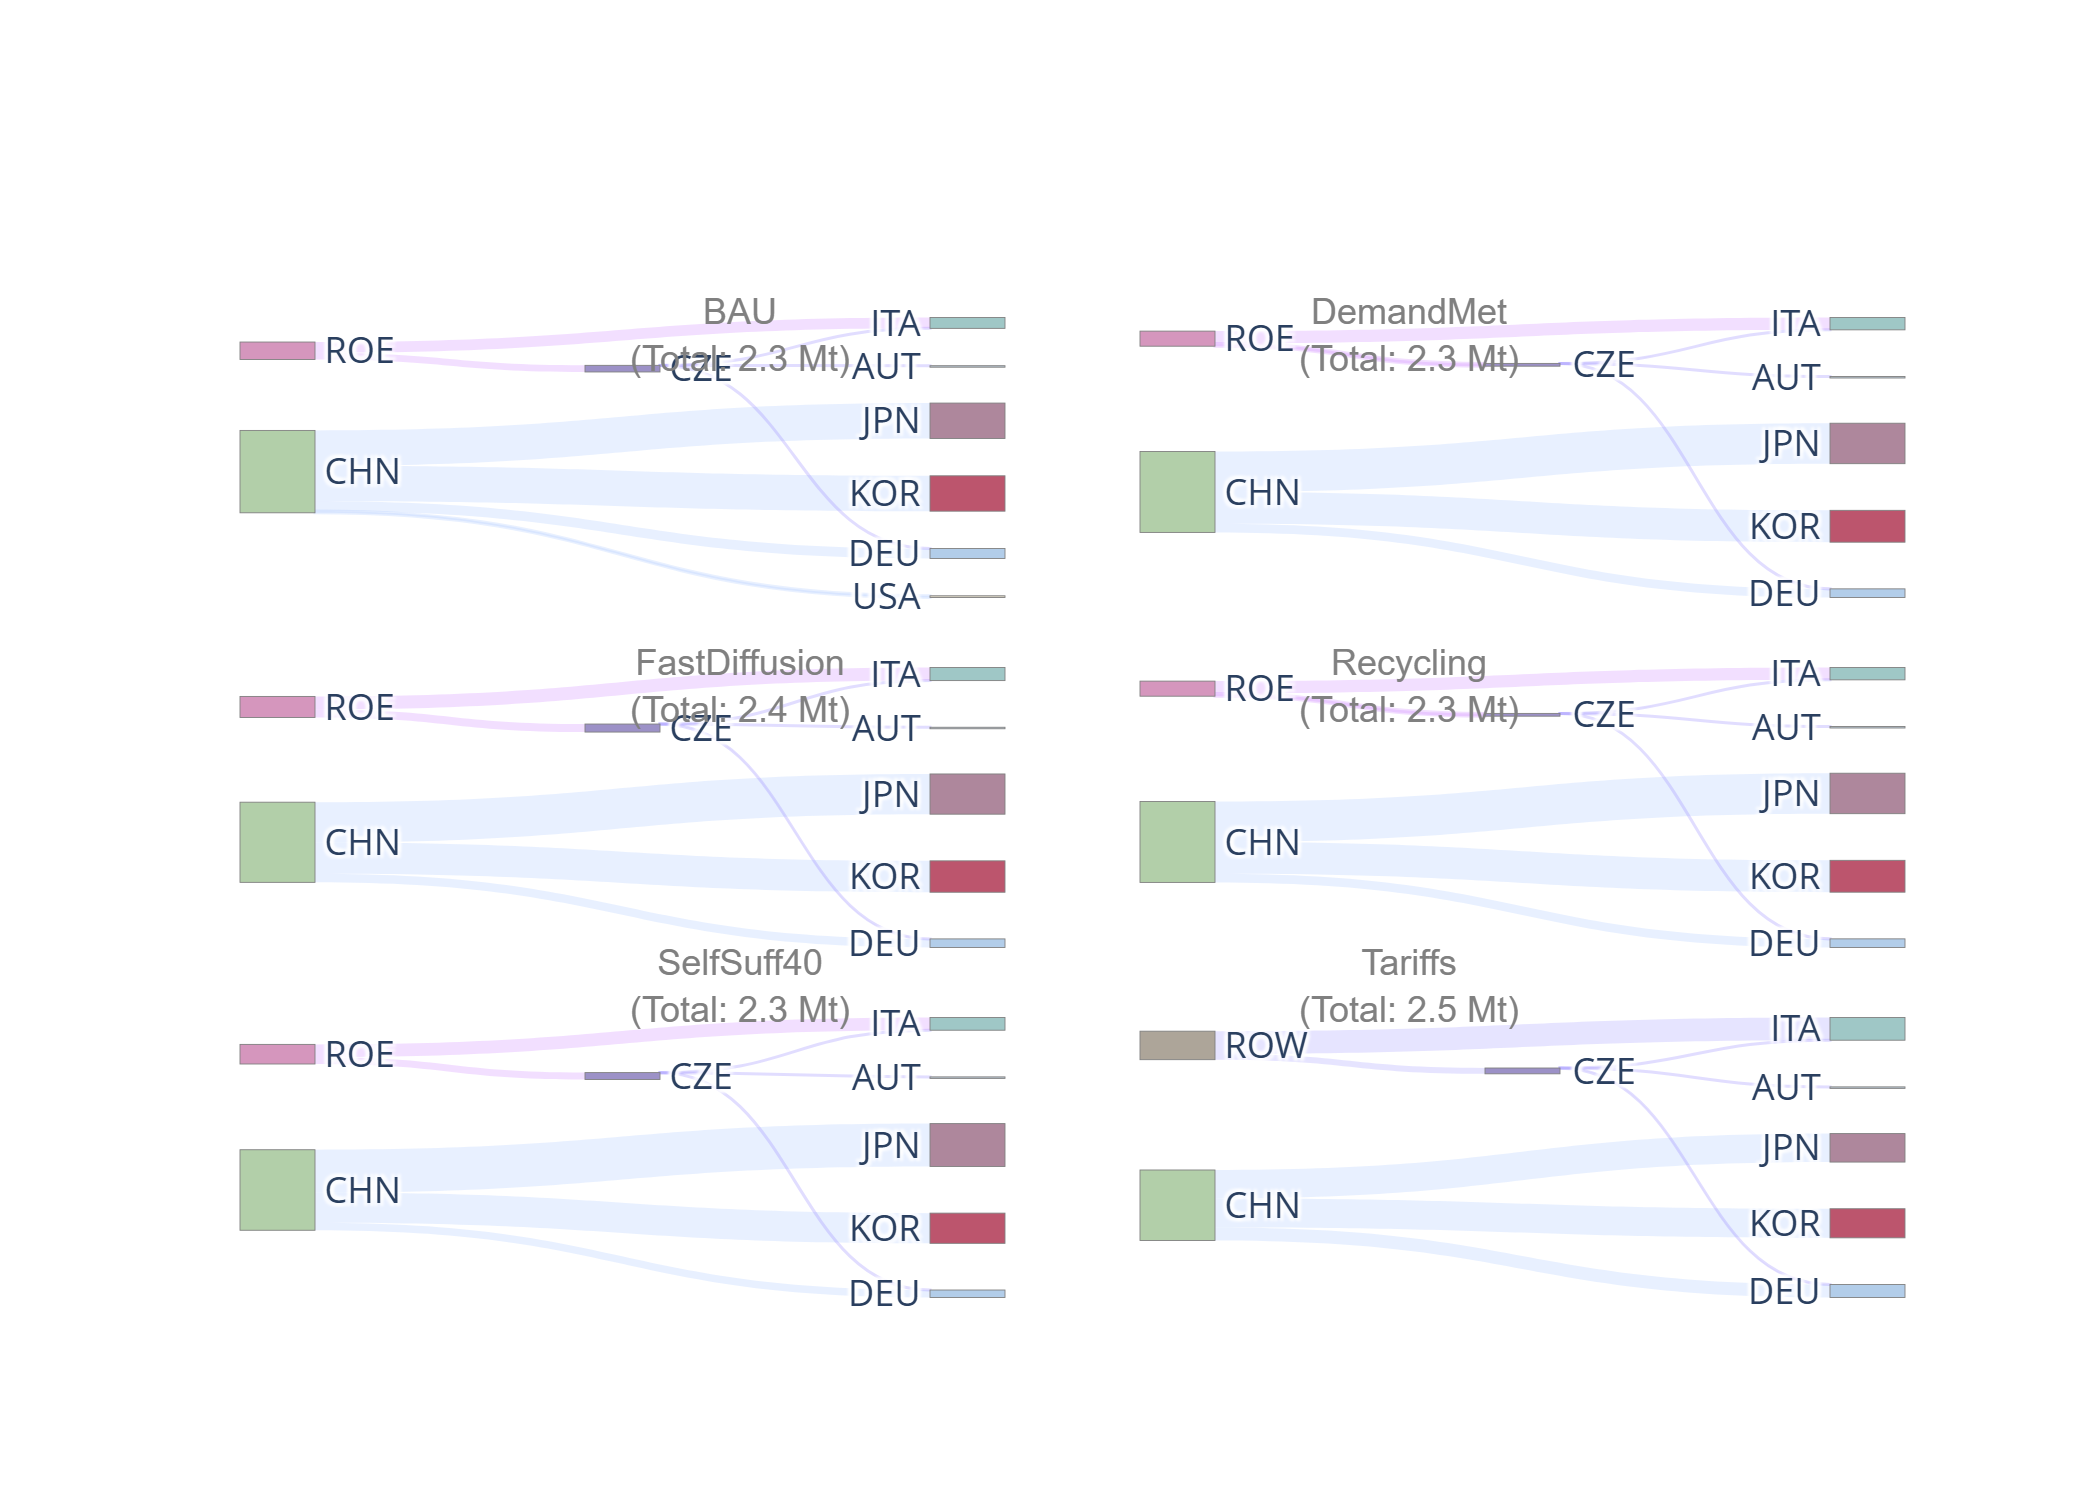 BAU
(Total: 2.3 Mt)
ROE
CZE
CHN
ITA
AUT
JPN
KOR
DEU
USA
DemandMet
(Total: 2.3 Mt)
ROE
CZE
CHN
ITA
AUT
JPN
KOR
DEU
FastDiffusion
(Total: 2.4 Mt)
ROE
CZE
CHN
ITA
AUT
JPN
KOR
DEU
Recycling
(Total: 2.3 Mt)
ROE
CZE
CHN
ITA
AUT
JPN
KOR
DEU
SelfSuff40
(Total: 2.3 Mt)
ROE
CZE
CHN
ITA
AUT
JPN
KOR
DEU
Tariffs
(Total: 2.5 Mt)
ROW
CZE
CHN
ITA
AUT
JPN
KOR
DEU